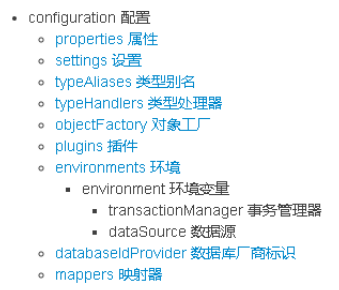 configuration 配置
properties 属性
settings 设置
typeAliases 类型别名
typeHandlers 类型处理器
objectFactory 对象工厂
plugins 插件
environments 环境
environment 环境变量
transactionManager 事务管理器
dataSource 数据源
databaseIdProvider 数据库厂商标识
mappers 映射器